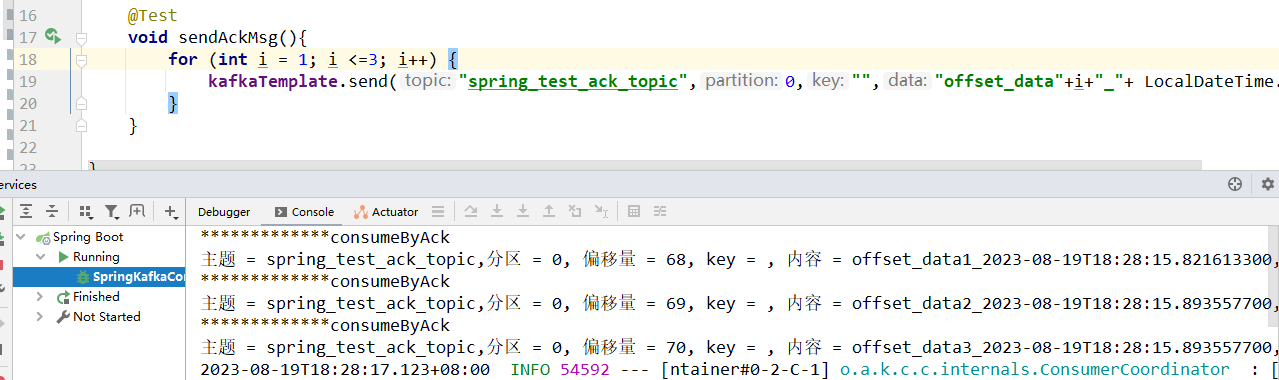 16 @Test
17 void sendAckMsg(){
18 for (int i = 1; i <=3; i++) {
19 kafkaTemplate.send( topic: "spring_test_ack_topic", partition: 0, key: "", data: "offset_data"+i+"_"+ LocalDateTime.
20 }
21 }
22
23 }
ervices
Debugger Console Actuator
Spring Boot
Running
SpringKafkaCo
Finished
Not Started
*************consumeByAck
主题 = spring_test_ack_topic,分区 = 0, 偏移量 = 68, key = , 内容 = offset_data1_2023-08-19T18:28:15.821613300,
*************consumeByAck
主题 = spring_test_ack_topic,分区 = 0, 偏移量 = 69, key = , 内容 = offset_data2_2023-08-19T18:28:15.893557700,
*************consumeByAck
主题 = spring_test_ack_topic,分区 = 0, 偏移量 = 70, key = , 内容 = offset_data3_2023-08-19T18:28:15.893557700,
2023-08-19T18:28:17.123+08:00 INFO 54592 --- [ntainer#0-2-C-1] o.a.k.c.c.internals.ConsumerCoordinator : [